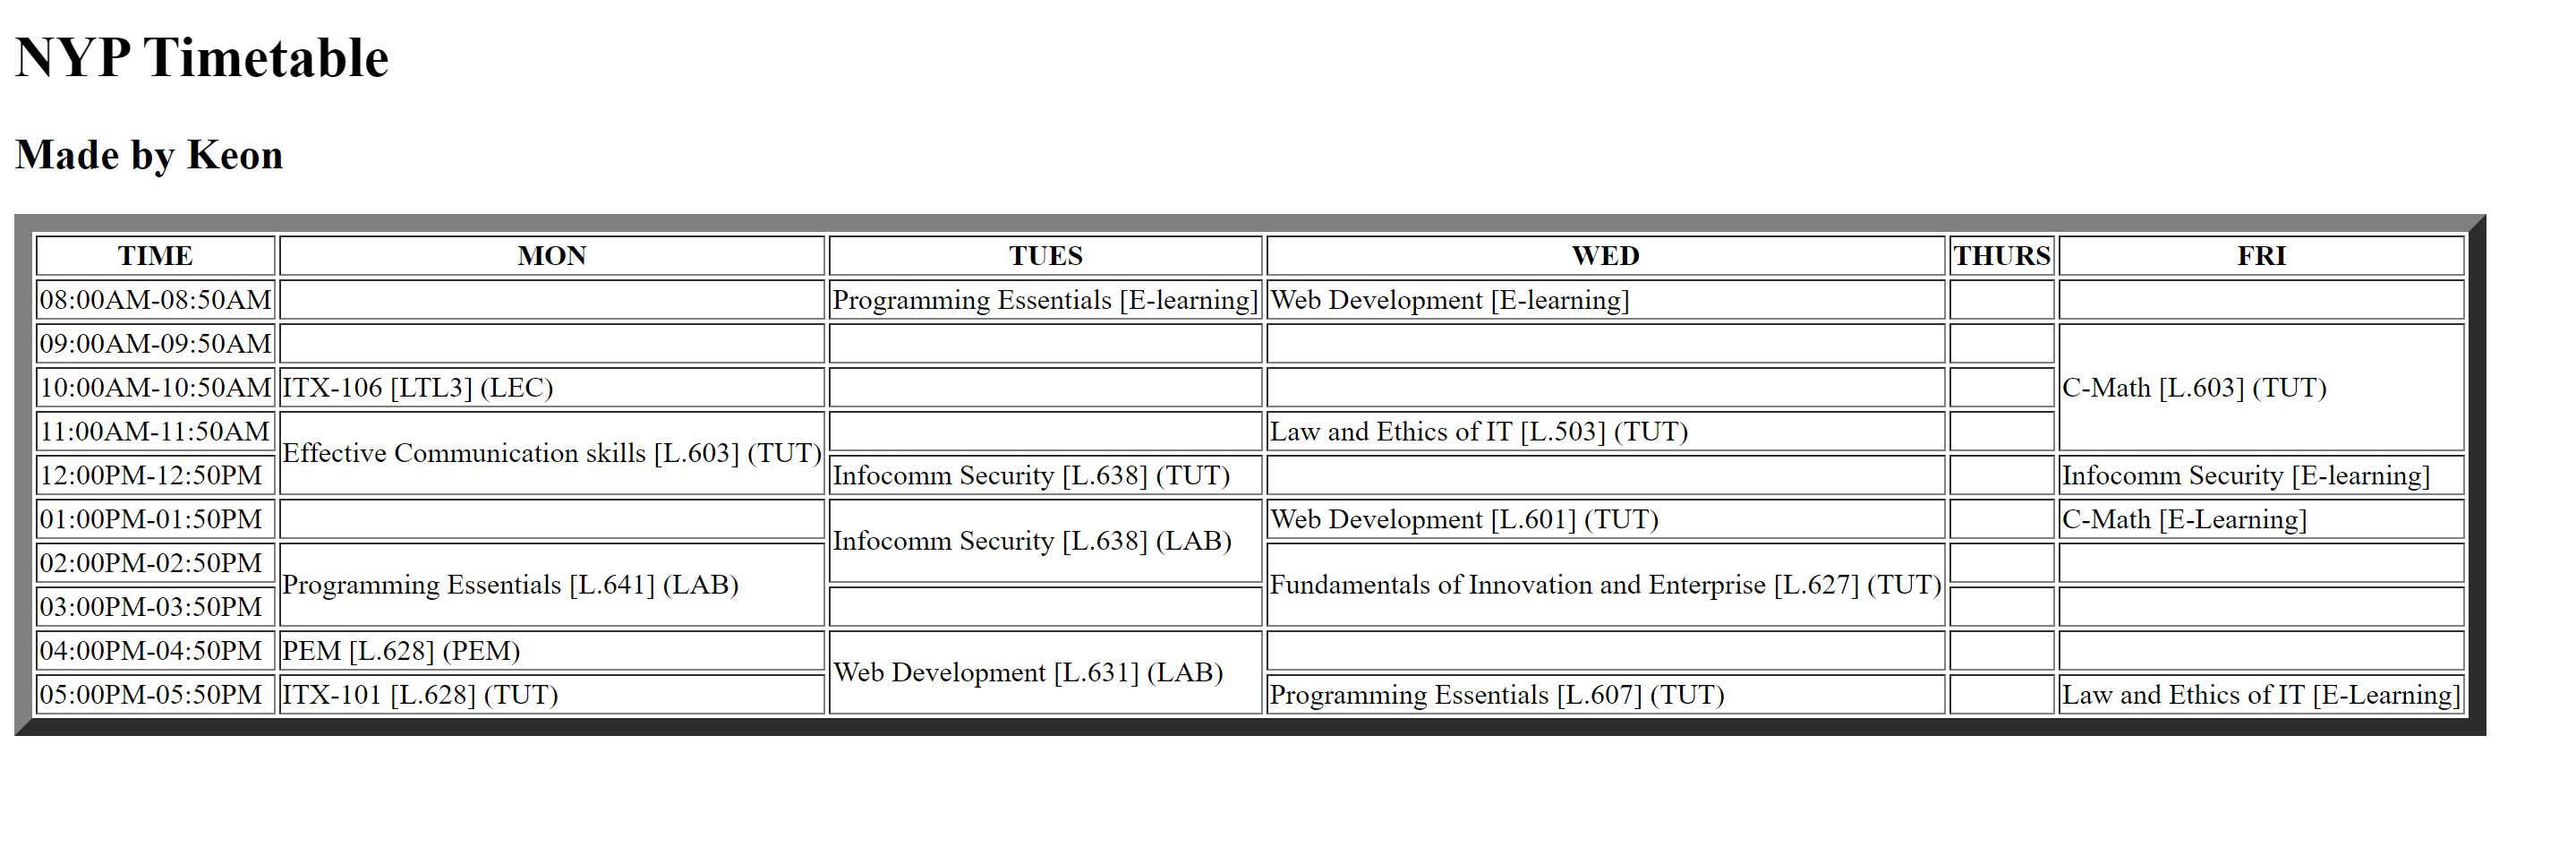 NYP Timetable
Made by Keon
TIME MON TUES WED THURS FRI
08:00AM-08:50AM Programming Essentials [E-learning] Web Development [E-learning]
09:00AM-09:50AM
10:00AM-10:50AM ITX-106 [LTL3] (LEC) C-Math [L.603] (TUT)
11:00AM-11:50AM Law and Ethics of IT [L.503] (TUT)
Effective Communication skills [L.603] (TUT)
12:00PM-12:50PM Infocomm Security [L.638] (TUT) Infocomm Security [E-learning]
01:00PM-01:50PM Web Development [L.601] (TUT) C-Math [E-Learning]
Infocomm Security [L.638] (LAB)
02:00PM-02:50PM
Programming Essentials [L.641] (LAB) Fundamentals of Innovation and Enterprise [L.627] (TUT)
03:00PM-03:50PM
04:00PM-04:50PM PEM [L.628] (PEM)
Web Development [L.631] (LAB)
05:00PM-05:50PM ITX-101 [L.628] (TUT) Programming Essentials [L.607] (TUT) Law and Ethics of IT [E-Learning]